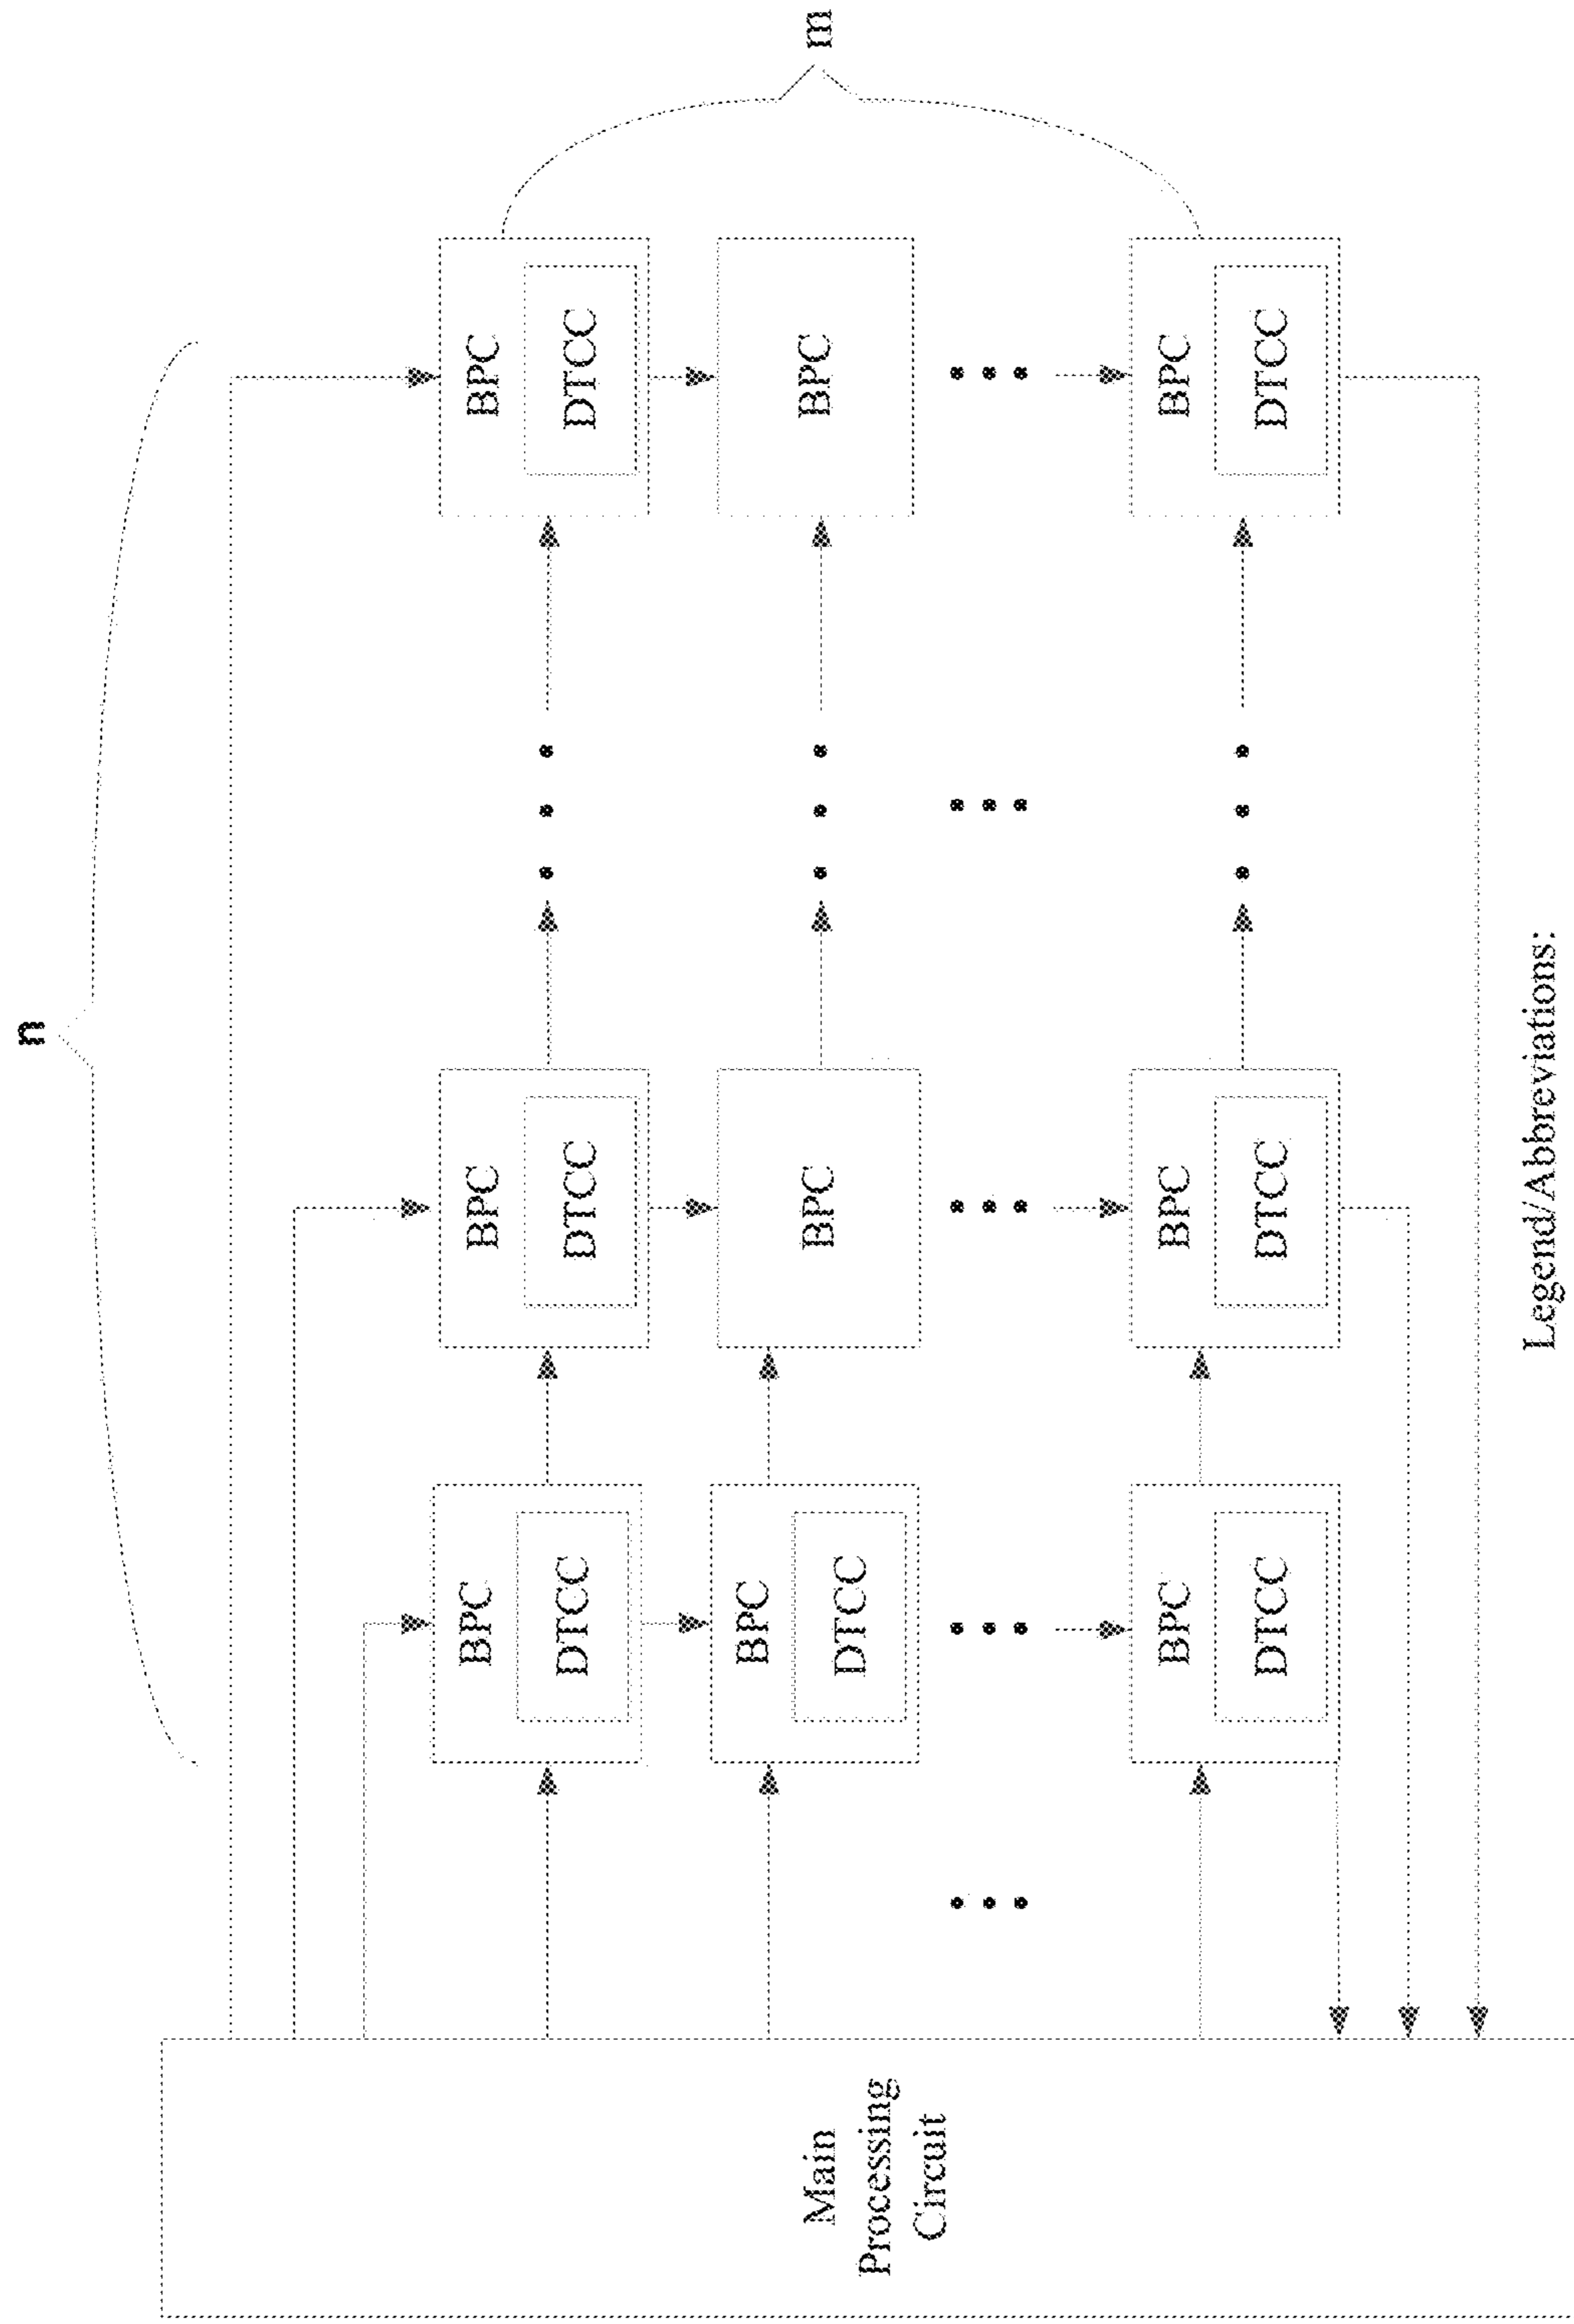 n
BPC
BPC
BPC
DTCC
DTCC
DTCC
Main
Processing
Circuit
BPC
DTCC
BPC
BPC
m
BPC
BPC
BPC
DTCC
DTCC
DTCC
Legend/Abbreviations: